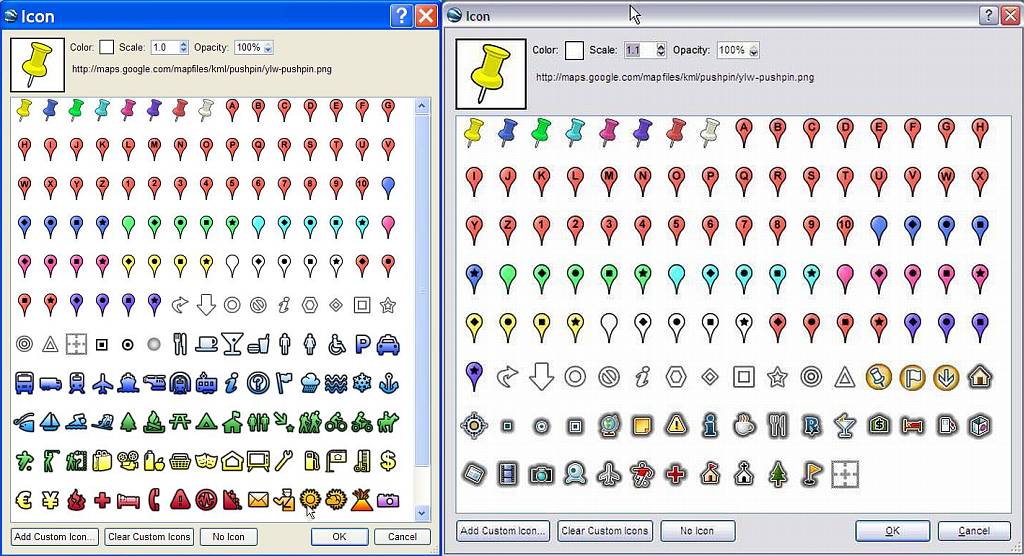 Icon
Color: Scale: 1.0 Opacity: 100%
http://maps.google.com/mapfiles/kml/pushpin/ylw-pushpin.png
A B C D E F G
H I J K L M N O P Q R S T U V
W X Y Z 1 2 3 4 5 6 7 8 9 10
i
P
i ?
$
€ ¥
Add Custom Icon... Clear Custom Icons No Icon OK Cancel
Icon
Color: Scale: 1.1 Opacity: 100%
http://maps.google.com/mapfiles/kml/pushpin/ylw-pushpin.png
A B C D E F G H
I J K L M N O P Q R S T U V W X
Y Z 1 2 3 4 5 6 7 8 9 10
i
! i R $
Add Custom Icon... Clear Custom Icons No Icon OK Cancel